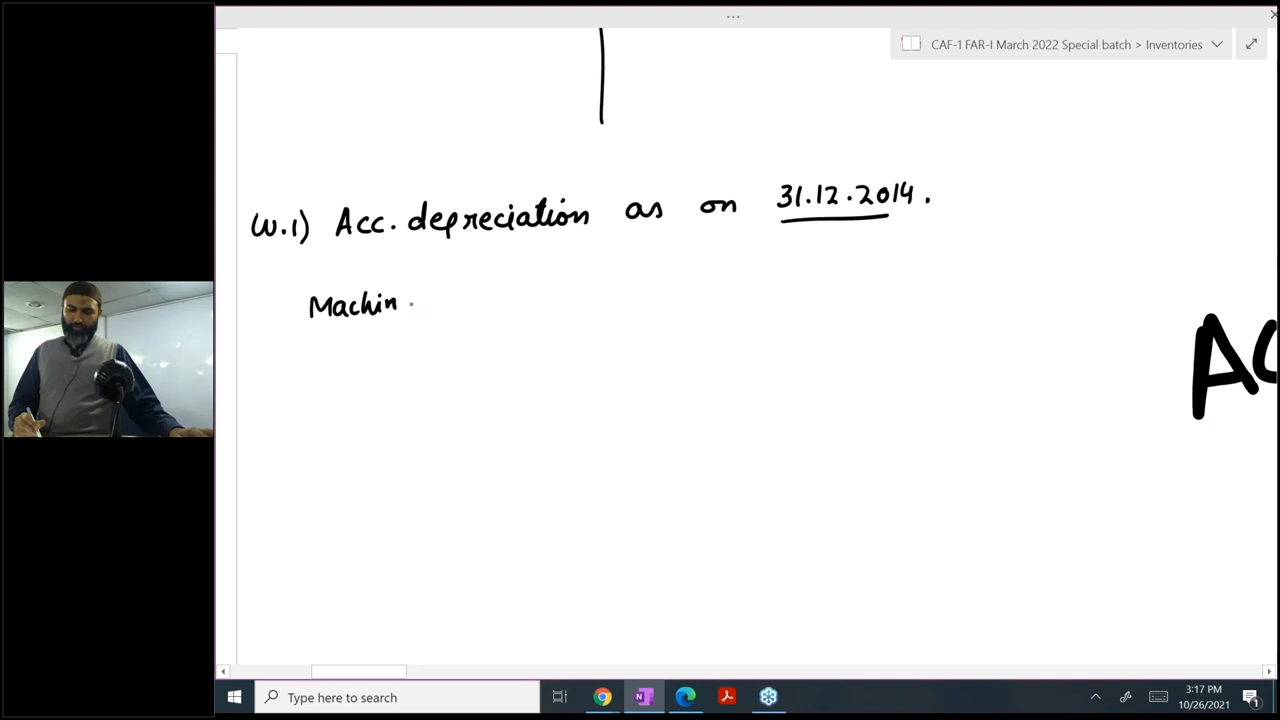 CAF-1 FAR-I March 2022 Special batch > Inventories
W.1) Acc. depreciation as on 31.12.2014.
Machin
Ac
Type here to search
3:17 PM
10/26/2021